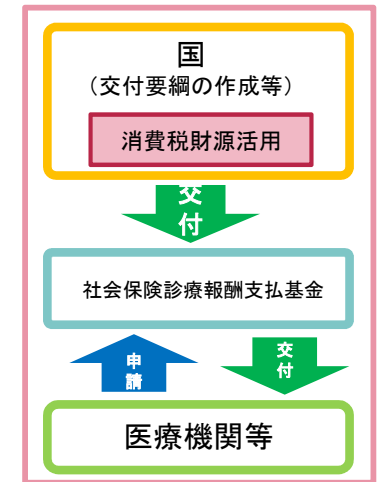 国
（交付要綱の作成等）
消費税財源活用
交
付
社会保険診療報酬支払基金
申
請
交
付
医療機関等